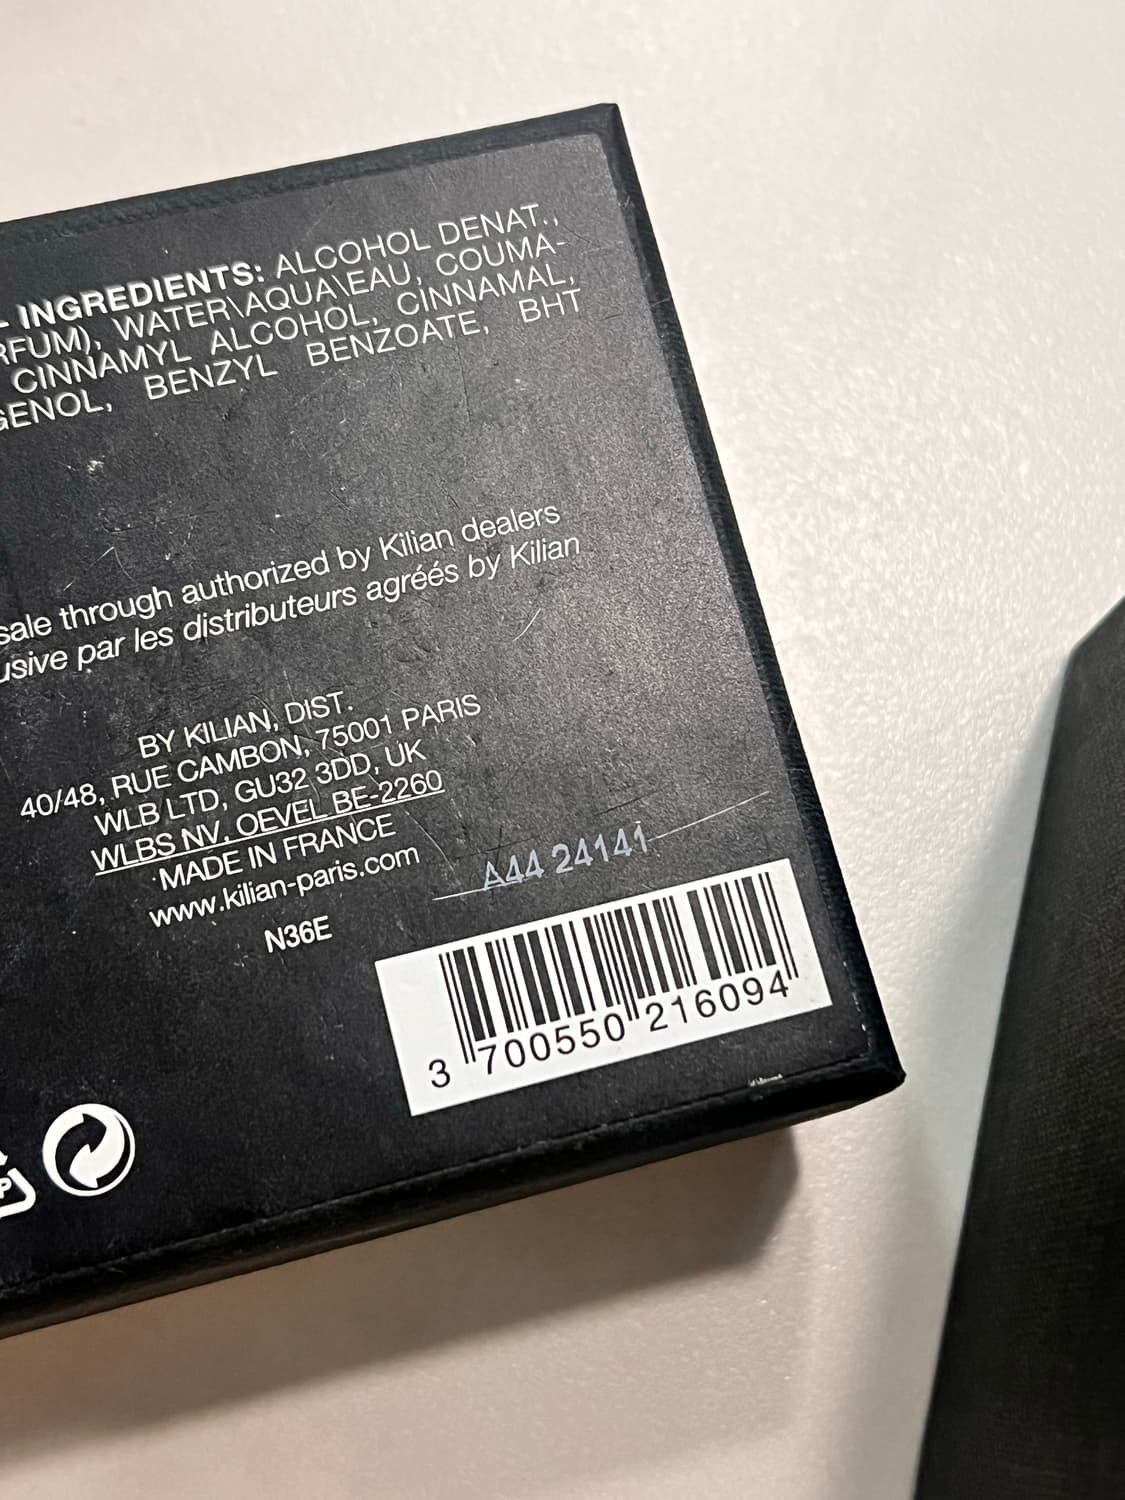 INGREDIENTS: ALCOHOL DENAT.,
RFUM), WATER\AQUA\EAU, COUMA-
CINNAMYL ALCOHOL, CINNAMAL,
GENOL, BENZYL BENZOATE, BHT
sale through authorized by Kilian dealers
usive par les distributeurs agréés by Kilian
BY KILIAN, DIST.
40/48, RUE CAMBON, 75001 PARIS
WLB LTD, GU32 3DD, UK
WLBS NV, OEVEL BE-2260
MADE IN FRANCE
www.kilian-paris.com
N36E
A44 24141
3 700550 216094